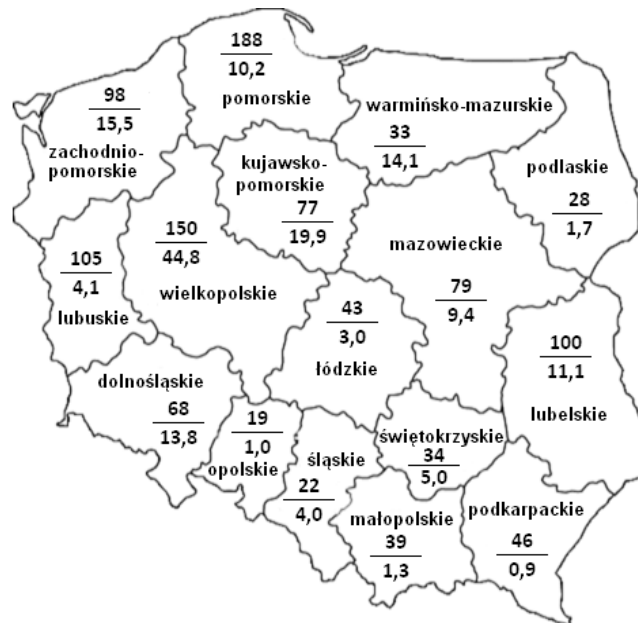 188
10,2
pomorskie
98
15,5
zachodnio-
pomorskie
warmińsko-mazurskie
33
14,1
kujawsko-
pomorskie
77
19,9
podlaskie
28
1,7
150
44,8
wielkopolskie
mazowieckie
79
9,4
105
4,1
lubuskie
43
3,0
łódzkie
100
11,1
lubelskie
dolnośląskie
68
13,8
19
1,0
opolskie
śląskie
22
4,0
świętokrzyskie
34
5,0
małopolskie
39
1,3
podkarpackie
46
0,9